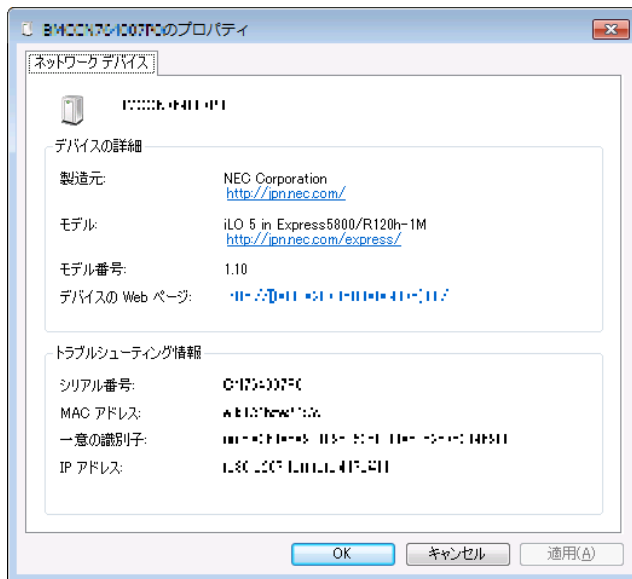 のプロパティ
ネットワーク デバイス
デバイスの詳細
製造元:
NEC Corporation
http://jpn.nec.com/
モデル:
iLO 5 in Express5800/R120h-1M
http://jpn.nec.com/express/
モデル番号:
1.10
デバイスの Web ページ:
トラブルシューティング情報
シリアル番号:
MAC アドレス:
一意の識別子:
IP アドレス:
OK
キャンセル
適用(A)